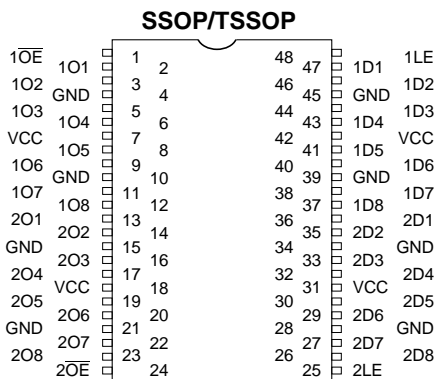 SSOP/TSSOP
1O̅E̅ 1 48 1LE
1O1 2 47 1D1
1O2 3 46 1D2
GND 4 45 GND
1O3 5 44 1D3
1O4 6 43 1D4
VCC 7 42 VCC
1O5 8 41 1D5
1O6 9 40 1D6
GND 10 39 GND
1O7 11 38 1D7
1O8 12 37 1D8
2O1 13 36 2D1
2O2 14 35 2D2
GND 15 34 GND
2O3 16 33 2D3
2O4 17 32 2D4
VCC 18 31 VCC
2O5 19 30 2D5
2O6 20 29 2D6
GND 21 28 GND
2O7 22 27 2D7
2O8 23 26 2D8
2O̅E̅ 24 25 2LE